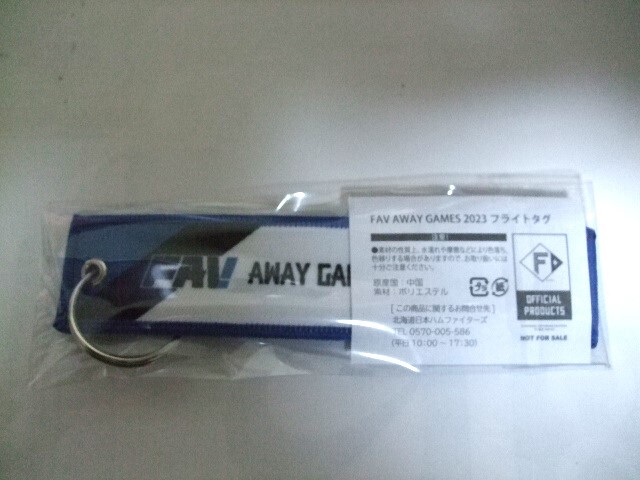 FAV AWAY GAMES 2023 フライトタグ
注意!
●素材の性質上、水濡れや摩擦などにより色落ち、
色移りする場合がありますので、お取り扱いには
十分ご注意ください。
原産国:中国
素材:ポリエステル
プラ
紙
[この商品に関するお問合せ先]
北海道日本ハムファイターズ
TEL 0570-005-586
(平日 10:00~17:30)
F
OFFICIAL
PRODUCTS
NOT FOR SALE
FAV AWAY GA